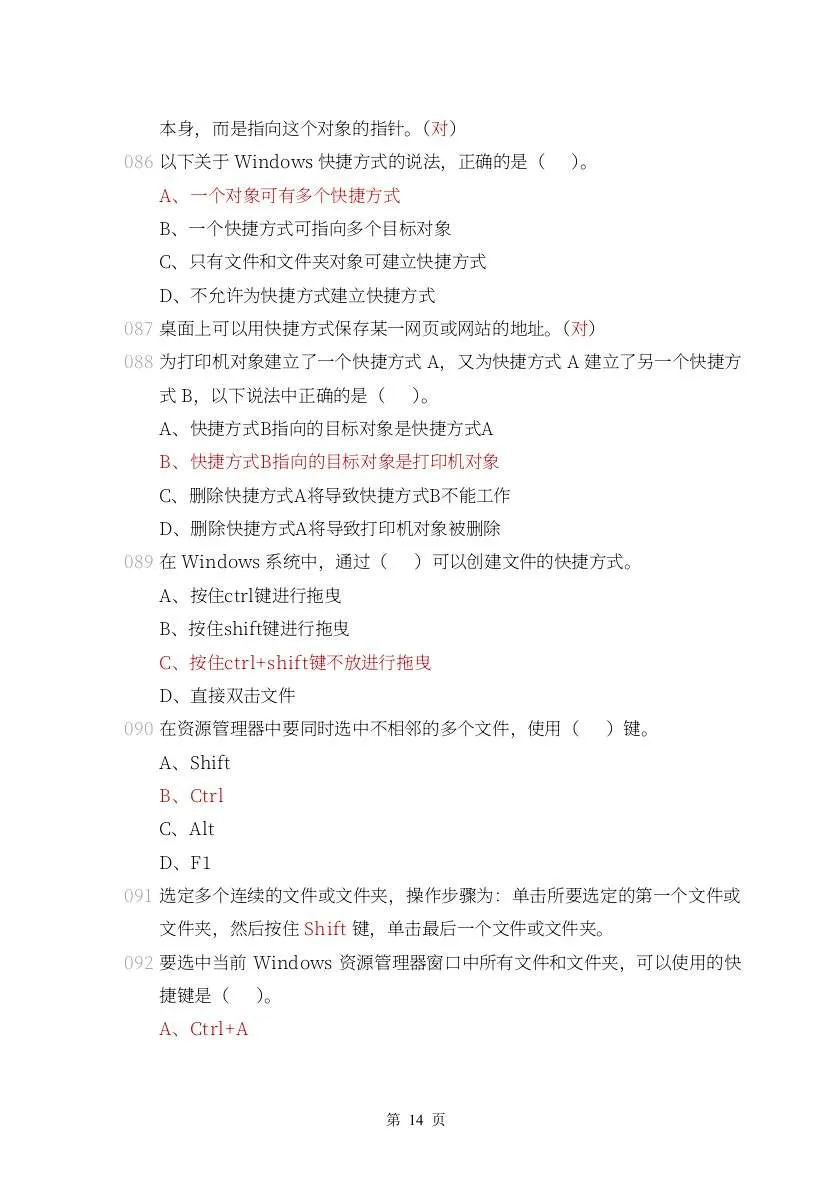 本身，而是指向这个对象的指针。（对）
086 以下关于 Windows 快捷方式的说法，正确的是（　）。
A、一个对象可有多个快捷方式
B、一个快捷方式可指向多个目标对象
C、只有文件和文件夹对象可建立快捷方式
D、不允许为快捷方式建立快捷方式
087 桌面上可以用快捷方式保存某一网页或网站的地址。（对）
088 为打印机对象建立了一个快捷方式 A，又为快捷方式 A 建立了另一个快捷方
式 B，以下说法中正确的是（　）。
A、快捷方式B指向的目标对象是快捷方式A
B、快捷方式B指向的目标对象是打印机对象
C、删除快捷方式A将导致快捷方式B不能工作
D、删除快捷方式A将导致打印机对象被删除
089 在 Windows 系统中，通过（　）可以创建文件的快捷方式。
A、按住ctrl键进行拖曳
B、按住shift键进行拖曳
C、按住ctrl+shift键不放进行拖曳
D、直接双击文件
090 在资源管理器中要同时选中不相邻的多个文件，使用（　）键。
A、Shift
B、Ctrl
C、Alt
D、F1
091 选定多个连续的文件或文件夹，操作步骤为：单击所要选定的第一个文件或
文件夹，然后按住 Shift 键，单击最后一个文件或文件夹。
092 要选中当前 Windows 资源管理器窗口中所有文件和文件夹，可以使用的快
捷键是（　）。
A、Ctrl+A
第 14 页